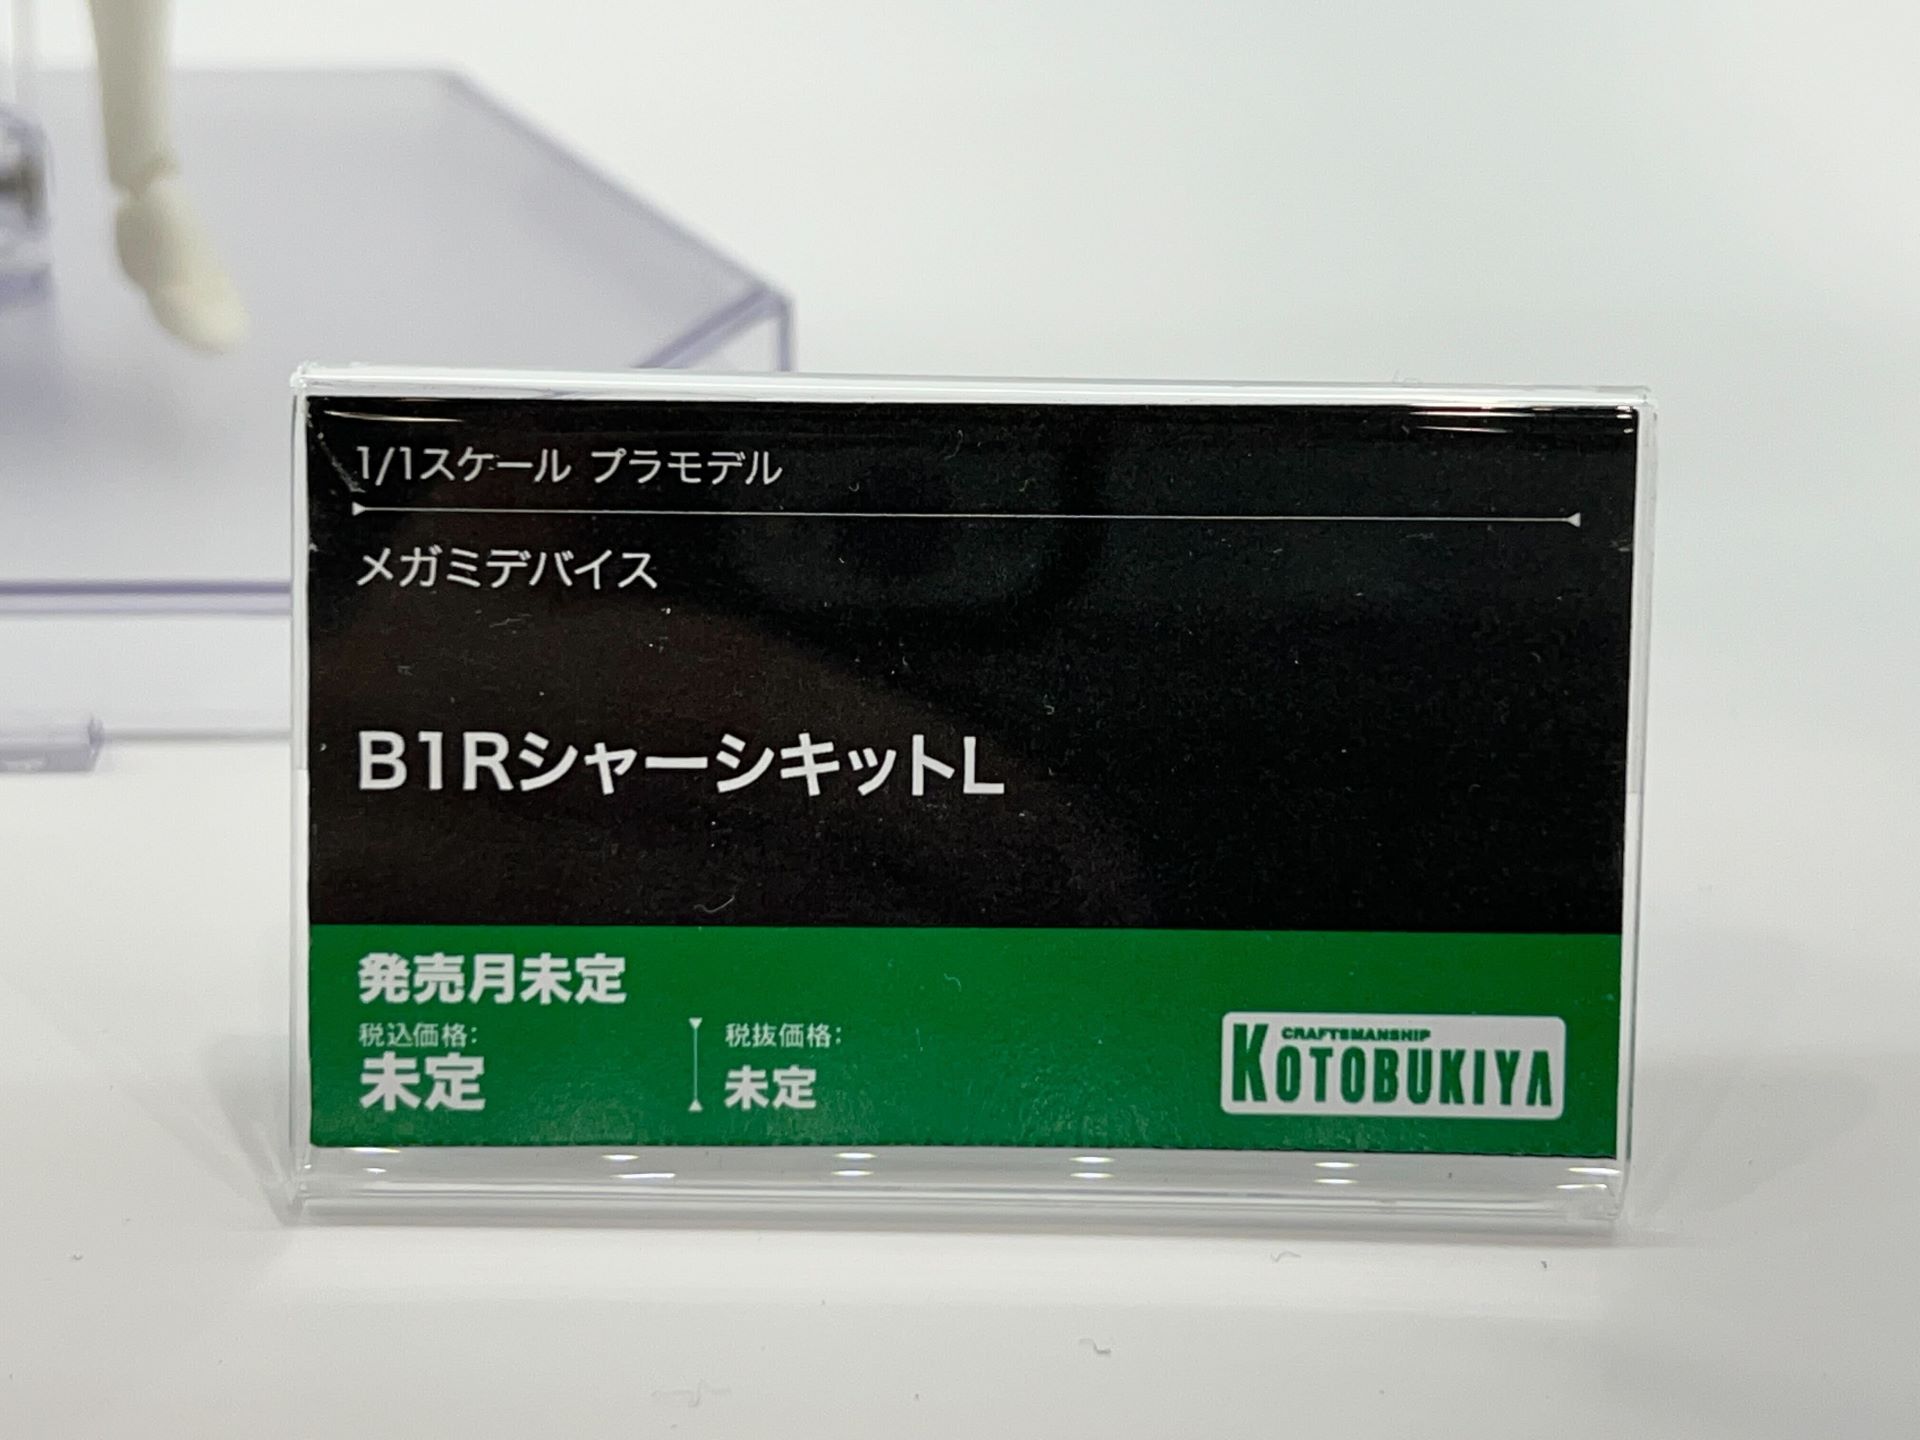 1/1スケール プラモデル
メガミデバイス
B1RシャーシキットL
発売月未定
税込価格:
未定
税抜価格:
未定
CRAFTSMANSHIP
KOTOBUKIYA